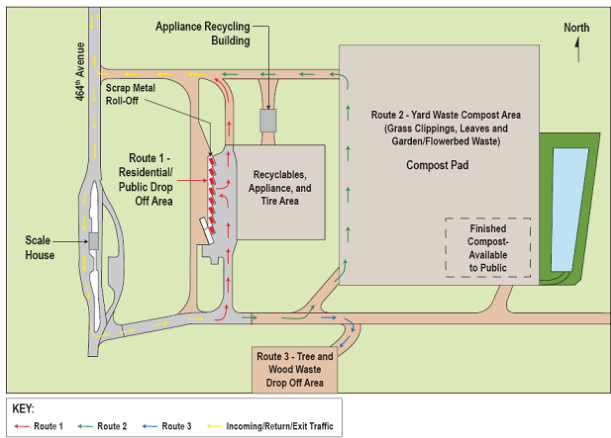 464th Avenue
Appliance Recycling
Building
North
Scrap Metal
Roll-Off
Route 2 - Yard Waste Compost Area
(Grass Clippings, Leaves and
Garden/Flowerbed Waste)
Compost Pad
Route 1 -
Residential/
Public Drop
Off Area
Recyclables,
Appliance, and
Tire Area
Scale
House
Finished
Compost-
Available
to Public
Route 3 - Tree and
Wood Waste
Drop Off Area
KEY:
Route 1
Route 2
Route 3
Incoming/Return/Exit Traffic